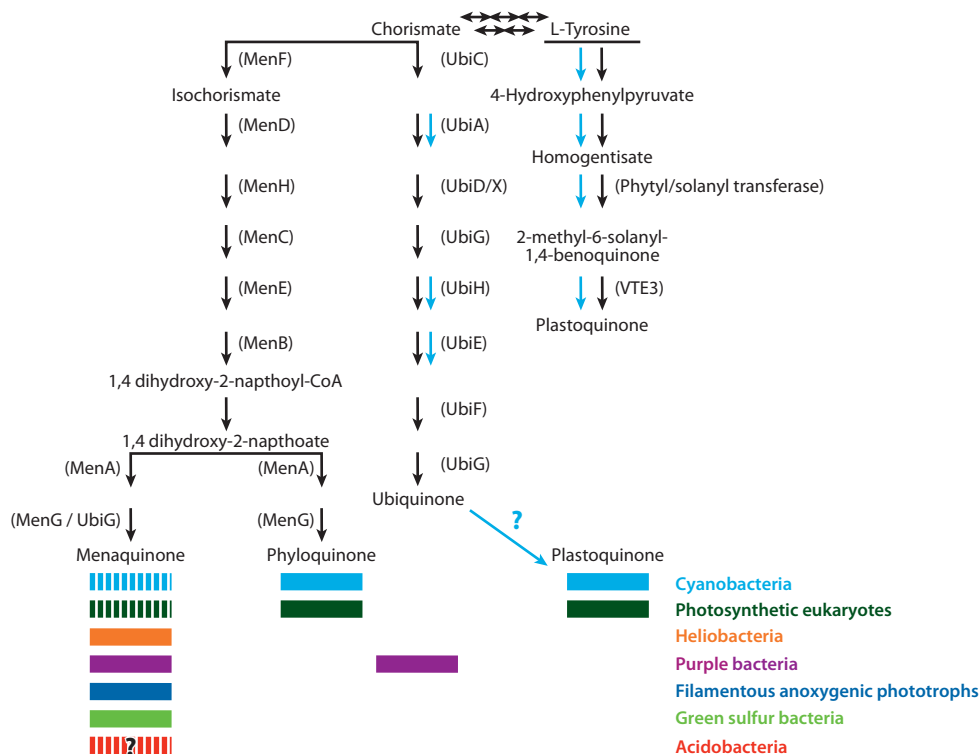 Chorismate
L-Tyrosine
(MenF)
(UbiC)
Isochorismate
4-Hydroxyphenylpyruvate
(MenD)
(UbiA)
Homogentisate
(MenH)
(UbiD/X)
(Phytyl/solanyl transferase)
(MenC)
(UbiG)
2-methyl-6-solanyl-
1,4-benoquinone
(MenE)
(UbiH)
(VTE3)
Plastoquinone
(MenB)
(UbiE)
1,4 dihydroxy-2-napthoyl-CoA
(UbiF)
1,4 dihydroxy-2-napthoate
(MenA)
(MenA)
(UbiG)
Ubiquinone
(MenG / UbiG)
(MenG)
?
Menaquinone
Phyloquinone
Plastoquinone
Cyanobacteria
Photosynthetic eukaryotes
Heliobacteria
Purple bacteria
Filamentous anoxygenic phototrophs
Green sulfur bacteria
?
Acidobacteria